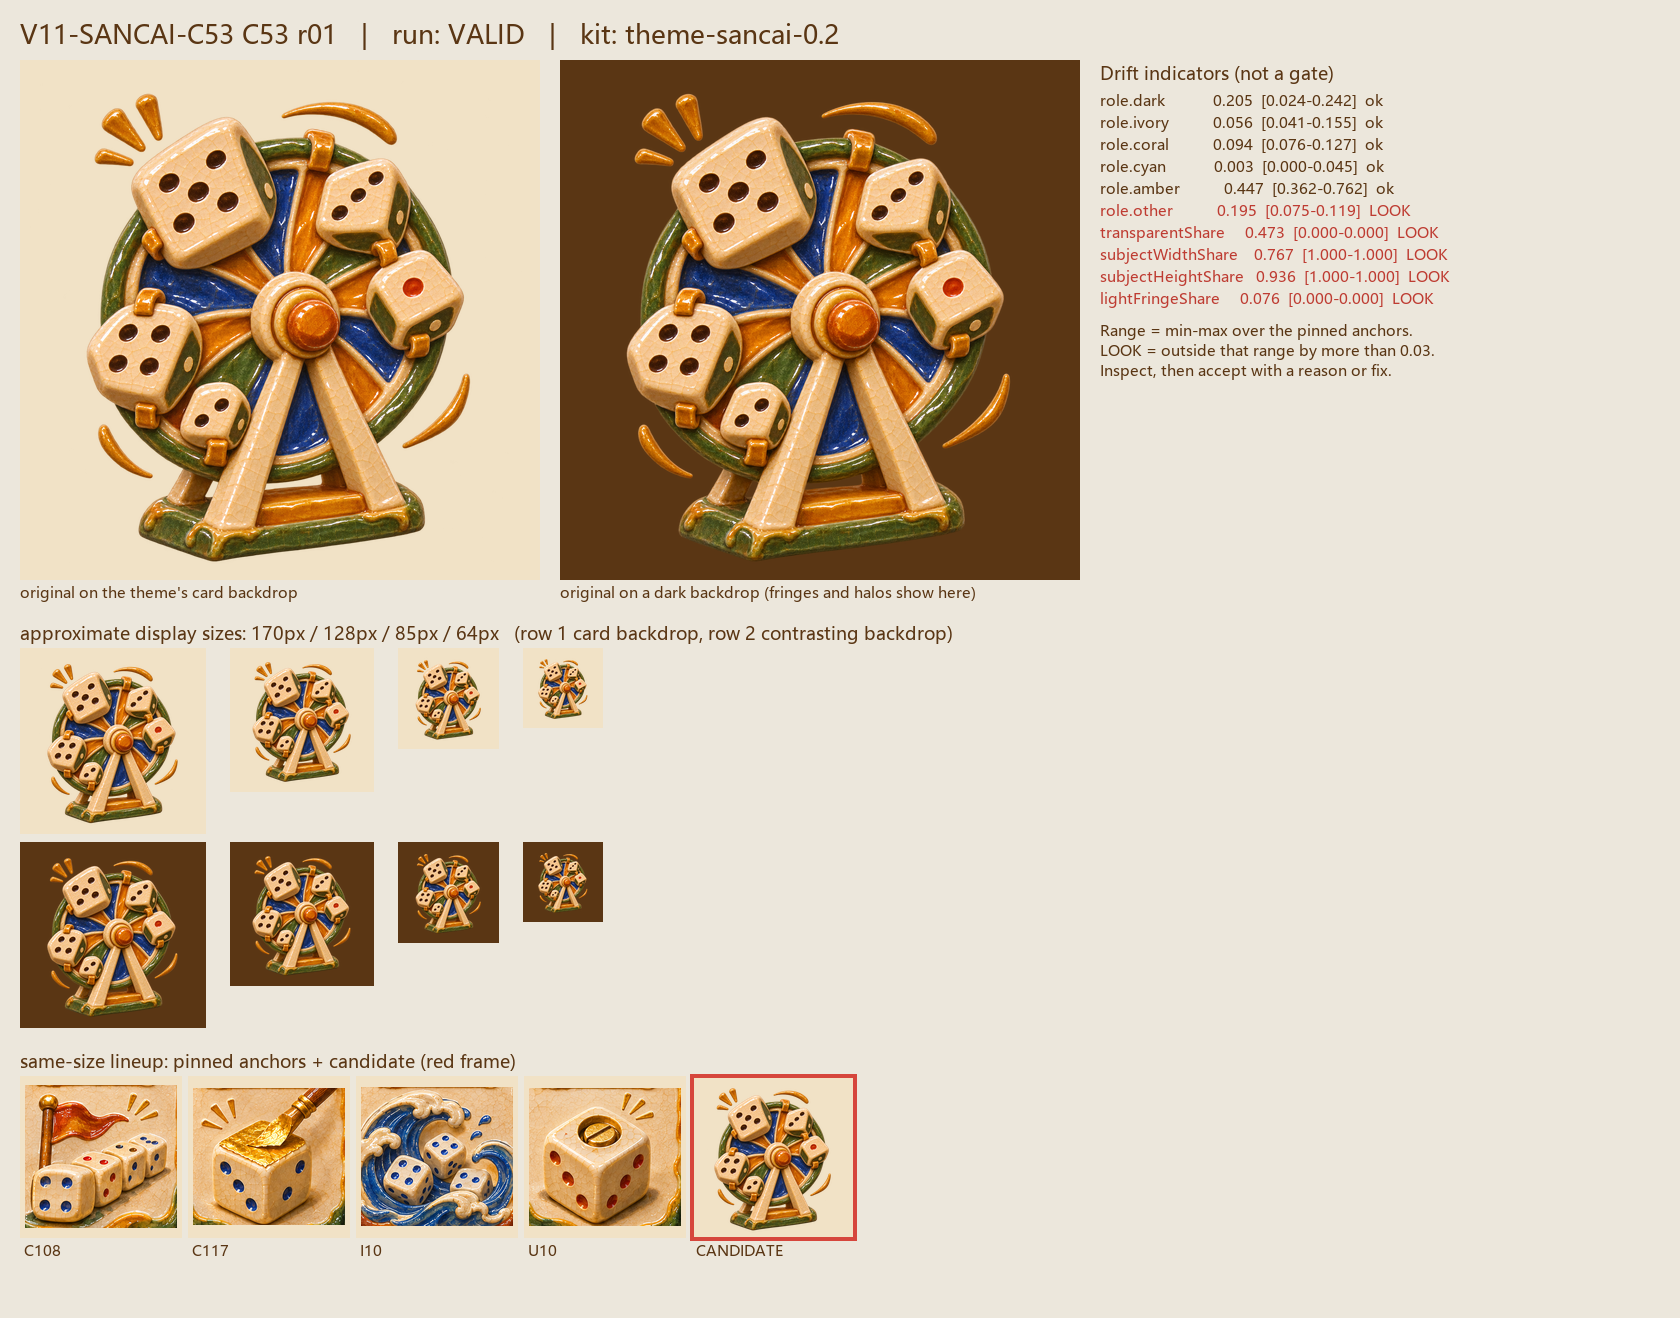 V11-SANCAI-C53 C53 r01 | run: VALID | kit: theme-sancai-0.2
Drift indicators (not a gate)
role.dark 0.205 [0.024-0.242] ok
role.ivory 0.056 [0.041-0.155] ok
role.coral 0.094 [0.076-0.127] ok
role.cyan 0.003 [0.000-0.045] ok
role.amber 0.447 [0.362-0.762] ok
role.other 0.195 [0.075-0.119] LOOK
transparentShare 0.473 [0.000-0.000] LOOK
subjectWidthShare 0.767 [1.000-1.000] LOOK
subjectHeightShare 0.936 [1.000-1.000] LOOK
lightFringeShare 0.076 [0.000-0.000] LOOK
Range = min-max over the pinned anchors.
LOOK = outside that range by more than 0.03.
Inspect, then accept with a reason or fix.
original on the theme's card backdrop
original on a dark backdrop (fringes and halos show here)
approximate display sizes: 170px / 128px / 85px / 64px (row 1 card backdrop, row 2 contrasting backdrop)
same-size lineup: pinned anchors + candidate (red frame)
C108
C117
I10
U10
CANDIDATE